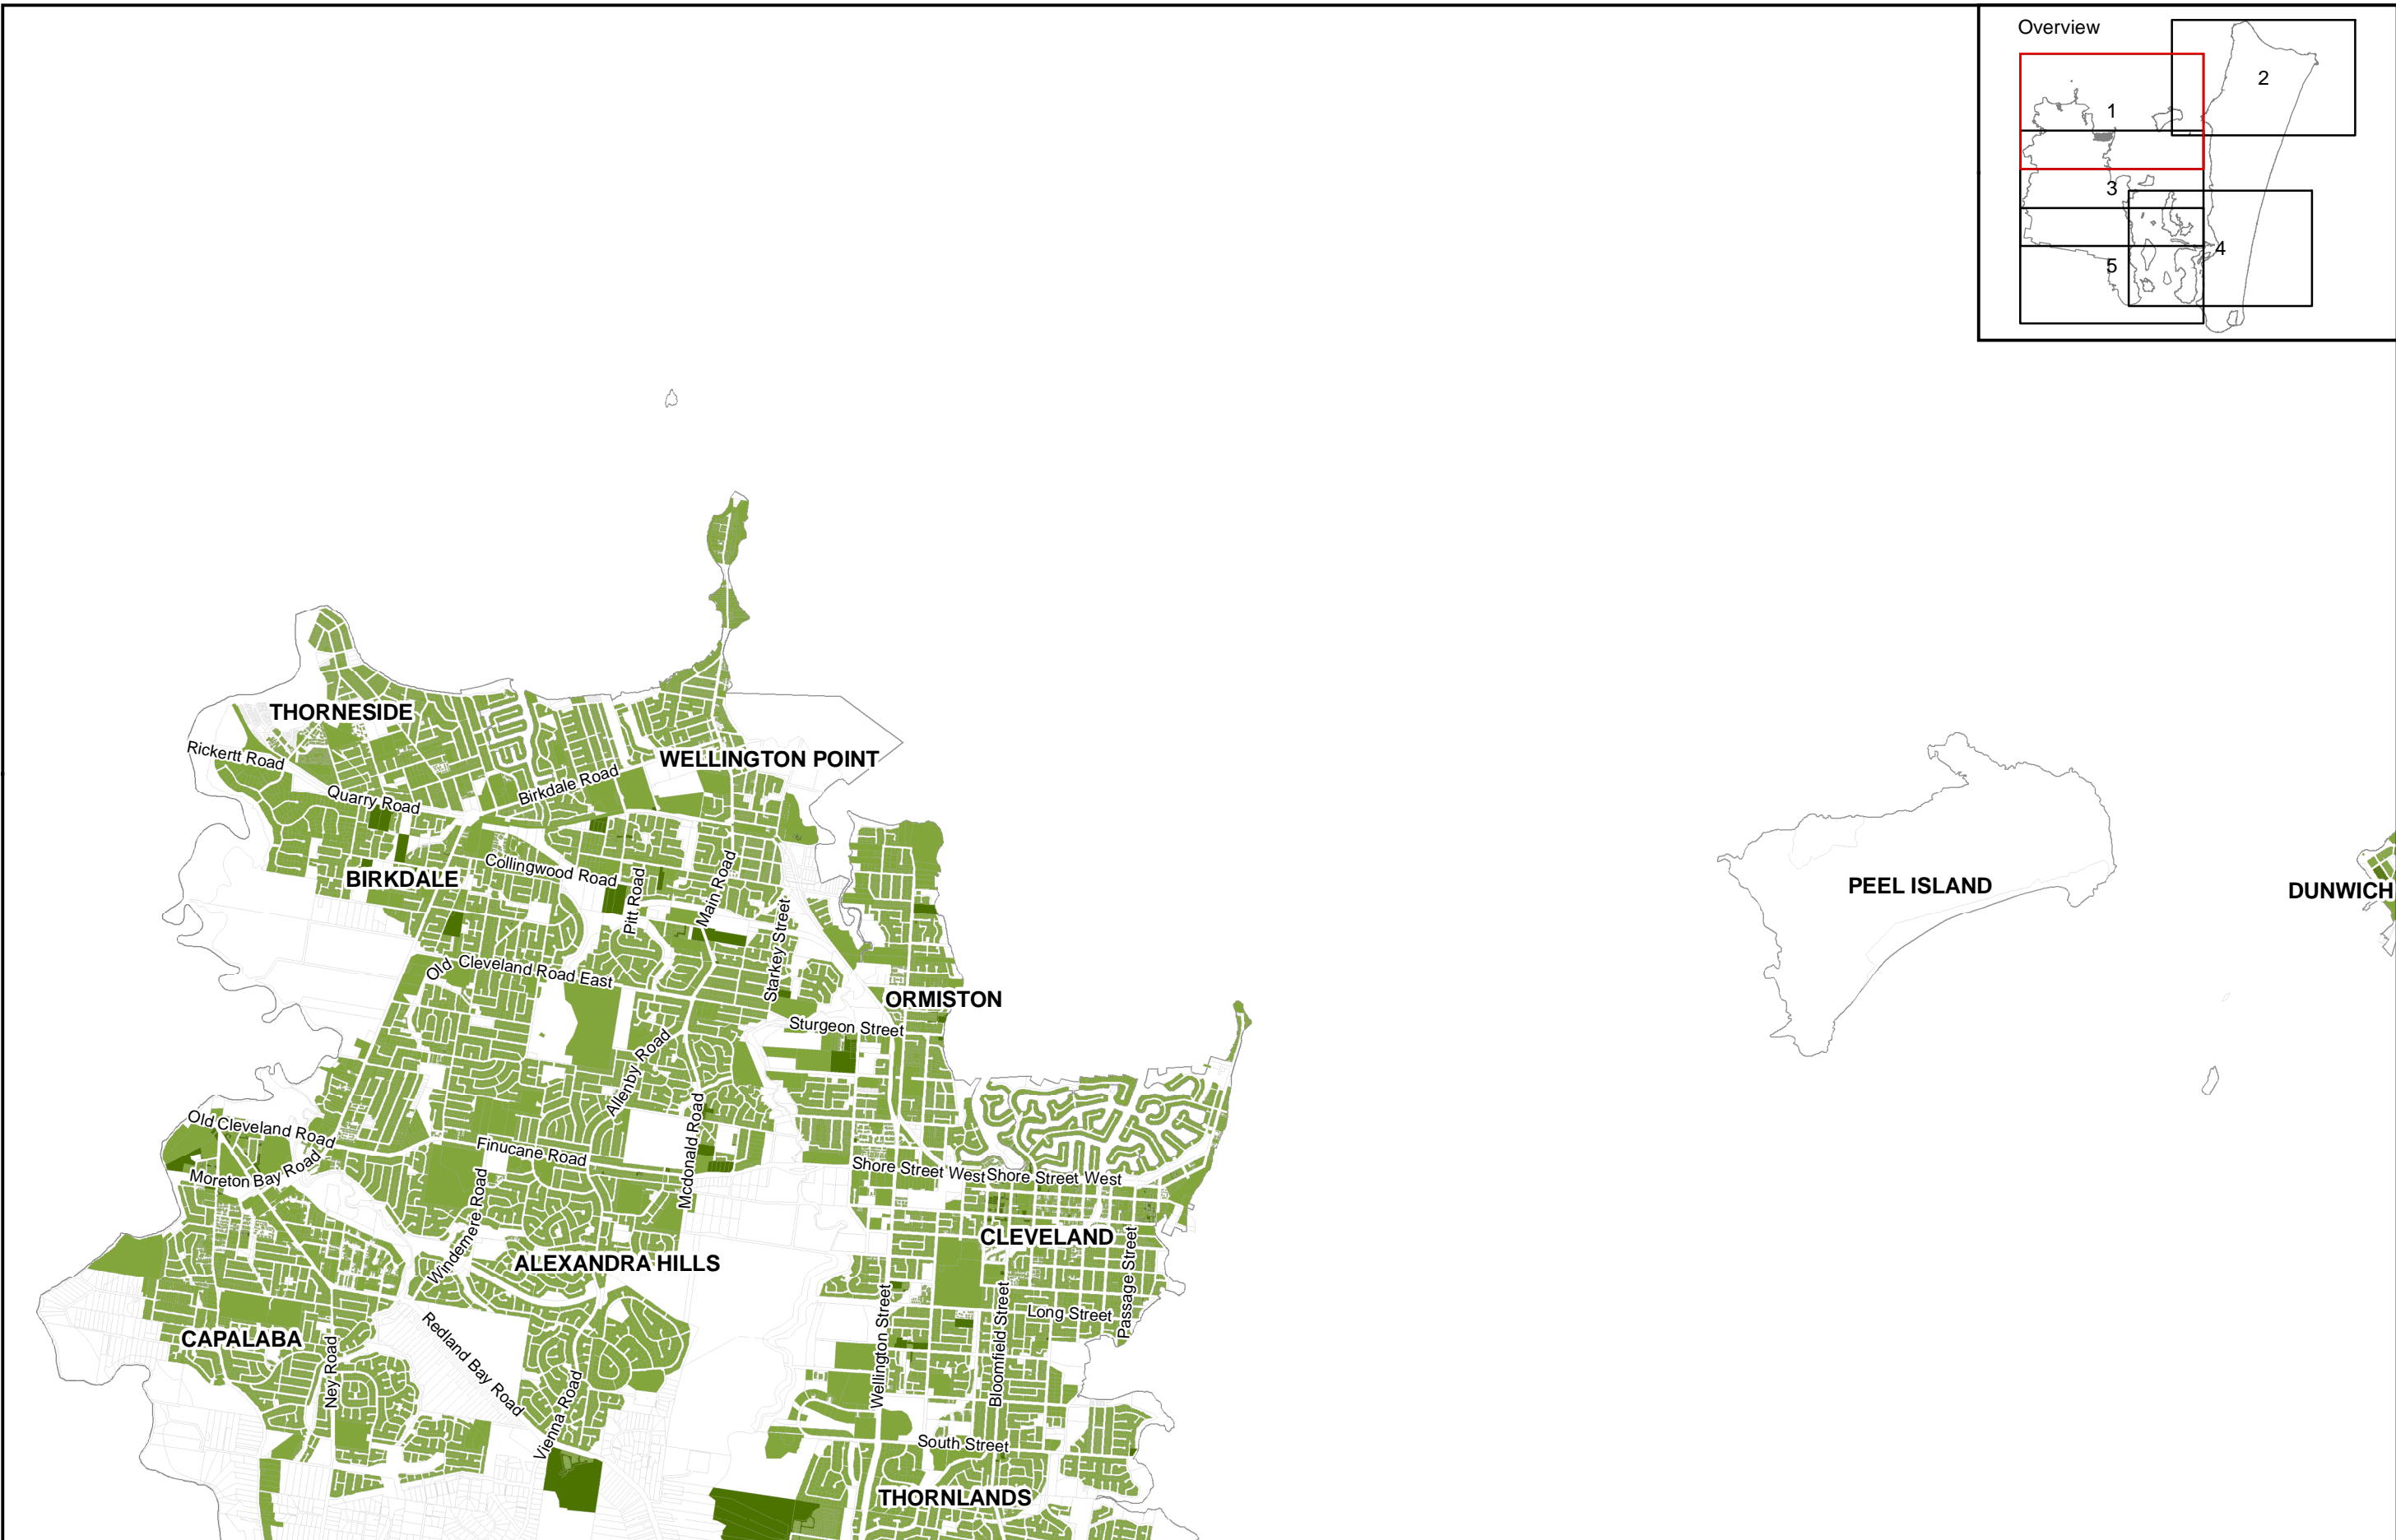 Overview
2
1
3
4
5
THORNESIDE
Rickertt Road
WELLINGTON POINT
Birkdale Road
Quarry Road
Collingwood Road
BIRKDALE
Pitt Road
Main Road
Starkey Street
PEEL ISLAND
DUNWICH
Old Cleveland Road East
ORMISTON
Sturgeon Street
Allenby Road
Mcdonald Road
Old Cleveland Road
Finucane Road
Moreton Bay Road
Shore Street West
Shore Street West
Windemere Road
CLEVELAND
Passage Street
ALEXANDRA HILLS
Wellington Street
Bloomfield Street
Long Street
CAPALABA
Ney Road
Redland Bay Road
Vienna Road
South Street
THORNLANDS